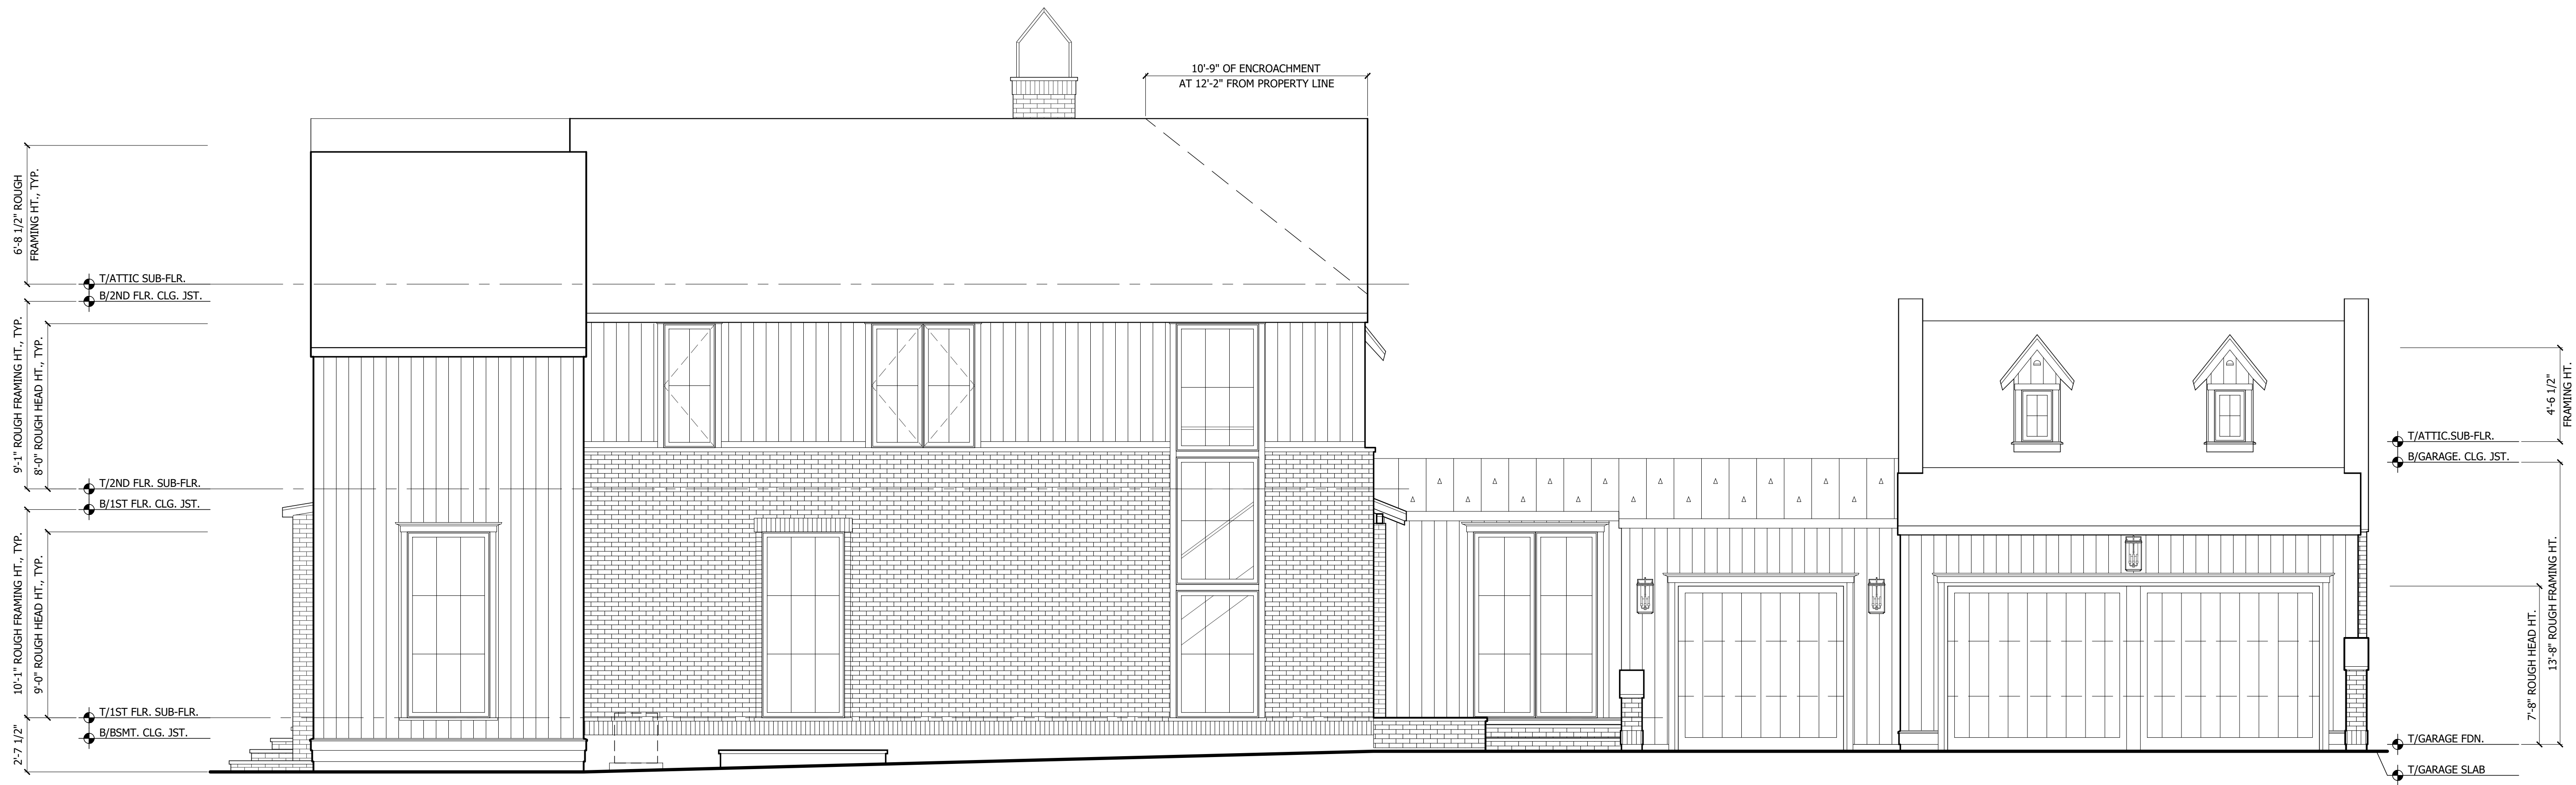 10'-9" OF ENCROACHMENT
AT 12'-2" FROM PROPERTY LINE
6'-8 1/2" ROUGH
FRAMING HT., TYP.
T/ATTIC SUB-FLR.
B/2ND FLR. CLG. JST.
9'-1" ROUGH FRAMING HT., TYP.
8'-0" ROUGH HEAD HT., TYP.
T/2ND FLR. SUB-FLR.
B/1ST FLR. CLG. JST.
10'-1" ROUGH FRAMING HT., TYP.
9'-0" ROUGH HEAD HT., TYP.
T/1ST FLR. SUB-FLR.
B/BSMT. CLG. JST.
2'-7 1/2"
4'-6 1/2"
FRAMING HT.
T/ATTIC.SUB-FLR.
B/GARAGE. CLG. JST.
13'-8" ROUGH FRAMING HT.
7'-8" ROUGH HEAD HT.
T/GARAGE FDN.
T/GARAGE SLAB